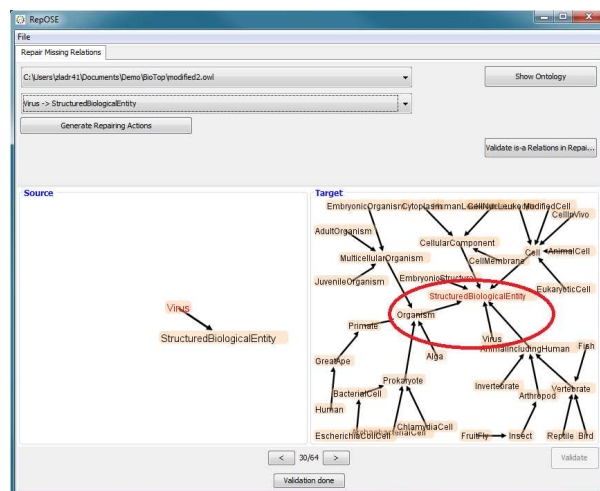 RepOSE
File
Repair Missing Relations
C:\Users\zladr41\Documents\Demo\BioTop\modified2.owl
Show Ontology
Virus -> StructuredBiologicalEntity
Generate Repairing Actions
Validate is-a Relations in Repai...
Source
Target
EmbryonicOrganism
Cytoplasm
ModifiedCell
CellInVivo
AdultOrganism
CellularComponent
MulticellularOrganism
Cell
AnimalCell
CellMembrane
JuvenileOrganism
EmbryonicStructure
EukaryoticCell
StructuredBiologicalEntity
Virus
Organism
Primate
StructuredBiologicalEntity
Virus
Fish
Alga
AnimalIncludingHuman
GreatApe
Prokaryote
Invertebrate
Vertebrate
BacterialCell
Arthropod
Human
ChlamydiaCell
EscherichiaColiCell
FruitFly
Insect
Reptile
Bird
< 30/64 >
Validate
Validation done